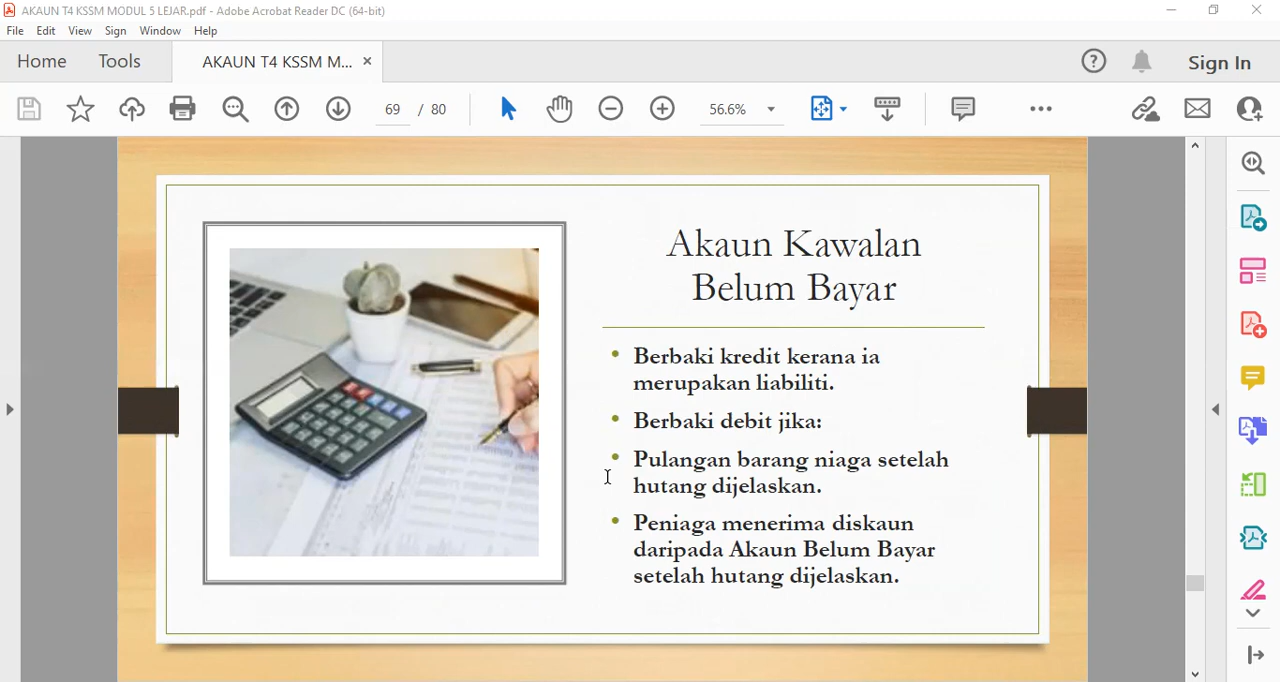 AKAUN T4 KSSM MODUL 5 LEJAR.pdf - Adobe Acrobat Reader DC (64-bit)
File Edit View Sign Window Help
Home Tools AKAUN T4 KSSM M... × Sign In
69 / 80 56.6%
Akaun Kawalan
Belum Bayar
• Berbaki kredit kerana ia
merupakan liabiliti.
• Berbaki debit jika:
• Pulangan barang niaga setelah
hutang dijelaskan.
• Peniaga menerima diskaun
daripada Akaun Belum Bayar
setelah hutang dijelaskan.